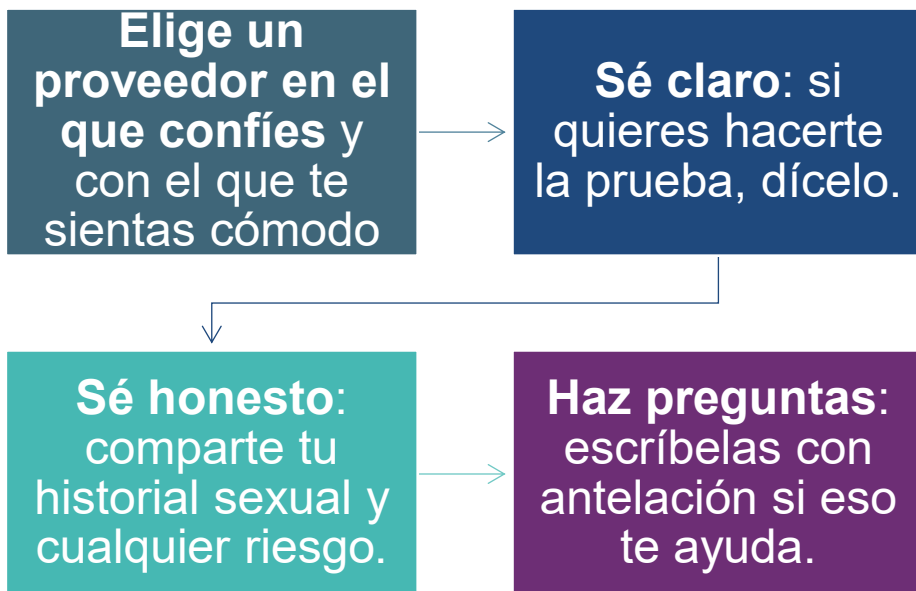 Elige un
proveedor en el
que confíes y
con el que te
sientas cómodo
Sé claro: si
quieres hacerte
la prueba, dícelo.
Sé honesto:
comparte tu
historial sexual y
cualquier riesgo.
Haz preguntas:
escríbelas con
antelación si eso
te ayuda.